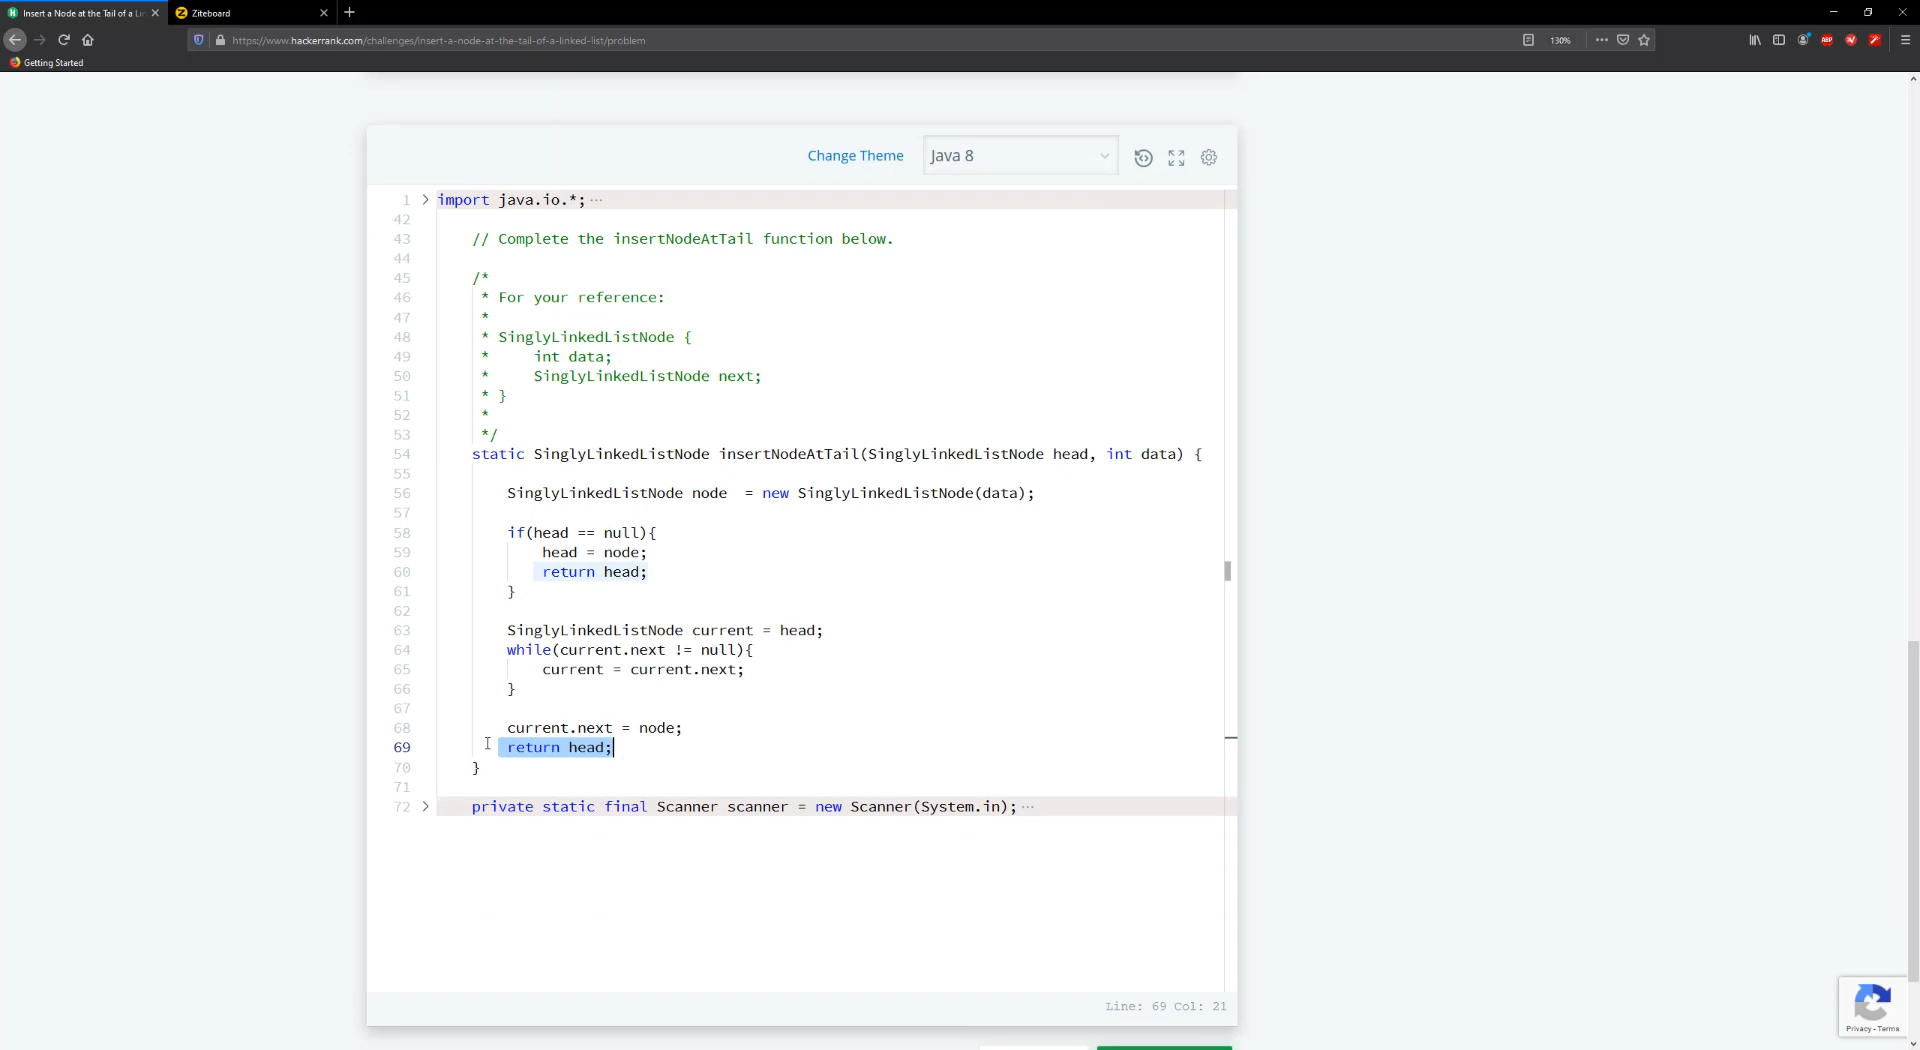 Insert a Node at the Tail of a Lin
Ziteboard
https://www.hackerrank.com/challenges/insert-a-node-at-the-tail-of-a-linked-list/problem
130%
ABP
Getting Started
Change Theme
Java 8
1 import java.io.*; ...
42
43 // Complete the insertNodeAtTail function below.
44
45 /*
46 * For your reference:
47 *
48 * SinglyLinkedListNode {
49 * int data;
50 * SinglyLinkedListNode next;
51 * }
52 *
53 */
54 static SinglyLinkedListNode insertNodeAtTail(SinglyLinkedListNode head, int data) {
55
56 SinglyLinkedListNode node = new SinglyLinkedListNode(data);
57
58 if(head == null){
59 head = node;
60 return head;
61 }
62
63 SinglyLinkedListNode current = head;
64 while(current.next != null){
65 current = current.next;
66 }
67
68 current.next = node;
69 return head;
70 }
71
72 private static final Scanner scanner = new Scanner(System.in); ...
Line: 69 Col: 21
Privacy - Terms